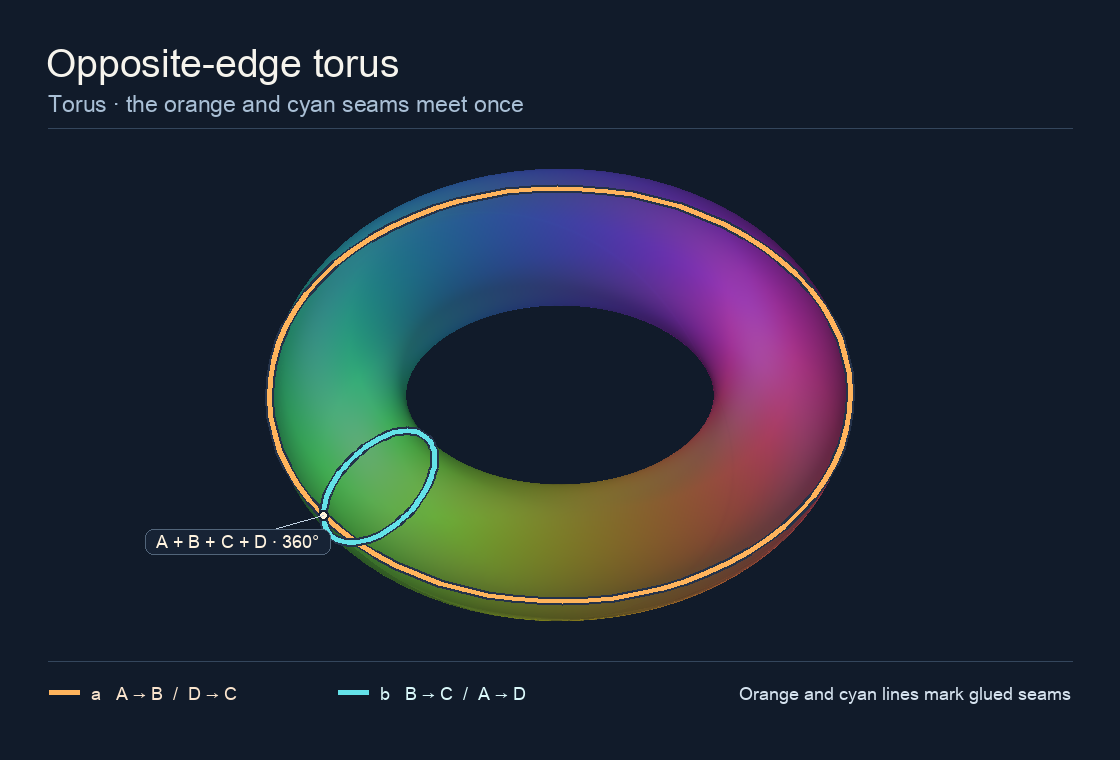 Opposite-edge torus
Torus · the orange and cyan seams meet once
A + B + C + D · 360°
a A→B / D→C
b B→C / A→D
Orange and cyan lines mark glued seams